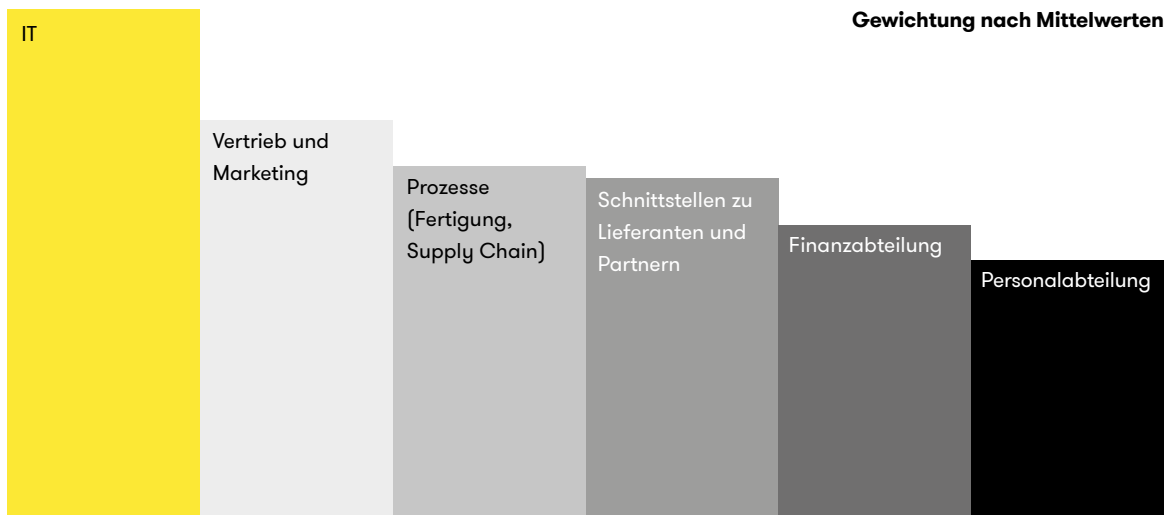 Gewichtung nach Mittelwerten
IT
Vertrieb und
Marketing
Prozesse
(Fertigung,
Supply Chain)
Schnittstellen zu
Lieferanten und
Partnern
Finanzabteilung
Personalabteilung